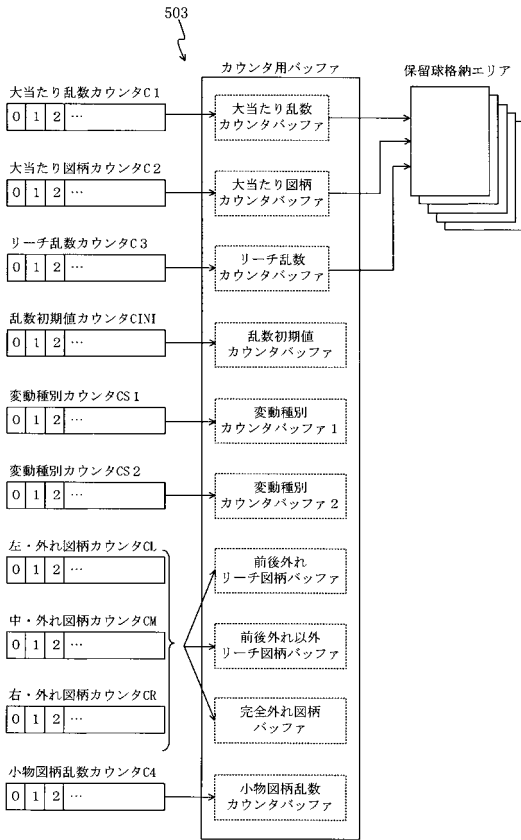 503
カウンタ用バッファ
保留球格納エリア
大当たり乱数カウンタC1
0 1 2 …
大当たり乱数
カウンタバッファ
大当たり図柄カウンタC2
0 1 2 …
大当たり図柄
カウンタバッファ
リーチ乱数カウンタC3
0 1 2 …
リーチ乱数
カウンタバッファ
乱数初期値カウンタCINI
0 1 2 …
乱数初期値
カウンタバッファ
変動種別カウンタCS1
0 1 2 …
変動種別
カウンタバッファ1
変動種別カウンタCS2
0 1 2 …
変動種別
カウンタバッファ2
左・外れ図柄カウンタCL
0 1 2 …
前後外れ
リーチ図柄バッファ
中・外れ図柄カウンタCM
0 1 2 …
前後外れ以外
リーチ図柄バッファ
右・外れ図柄カウンタCR
0 1 2 …
完全外れ図柄
バッファ
小物図柄乱数カウンタC4
0 1 2 …
小物図柄乱数
カウンタバッファ